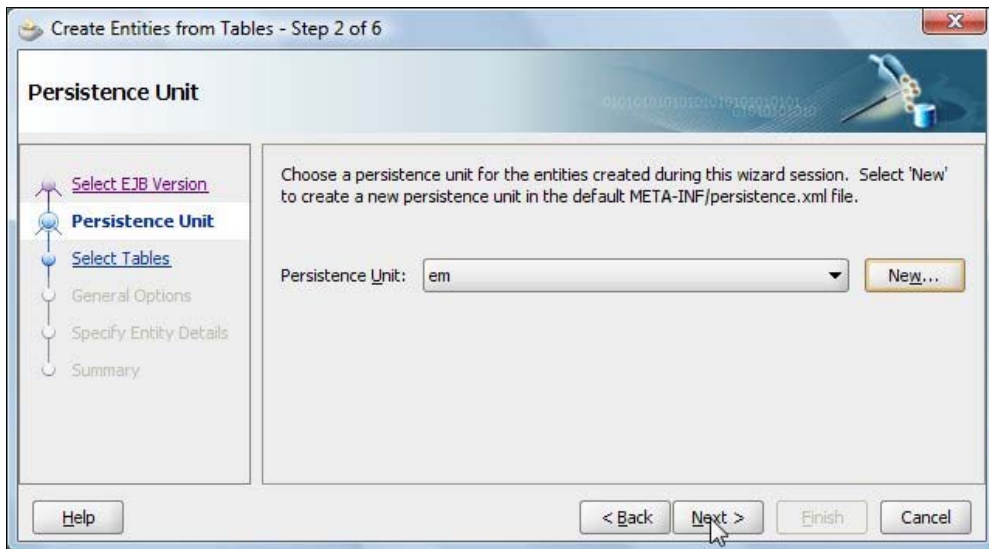 Create Entities from Tables - Step 2 of 6
Persistence Unit
Select EJB Version
Persistence Unit
Select Tables
General Options
Specify Entity Details
Summary
Choose a persistence unit for the entities created during this wizard session. Select 'New'
to create a new persistence unit in the default META-INF/persistence.xml file.
Persistence Unit: em New...
Help < Back Next > Finish Cancel